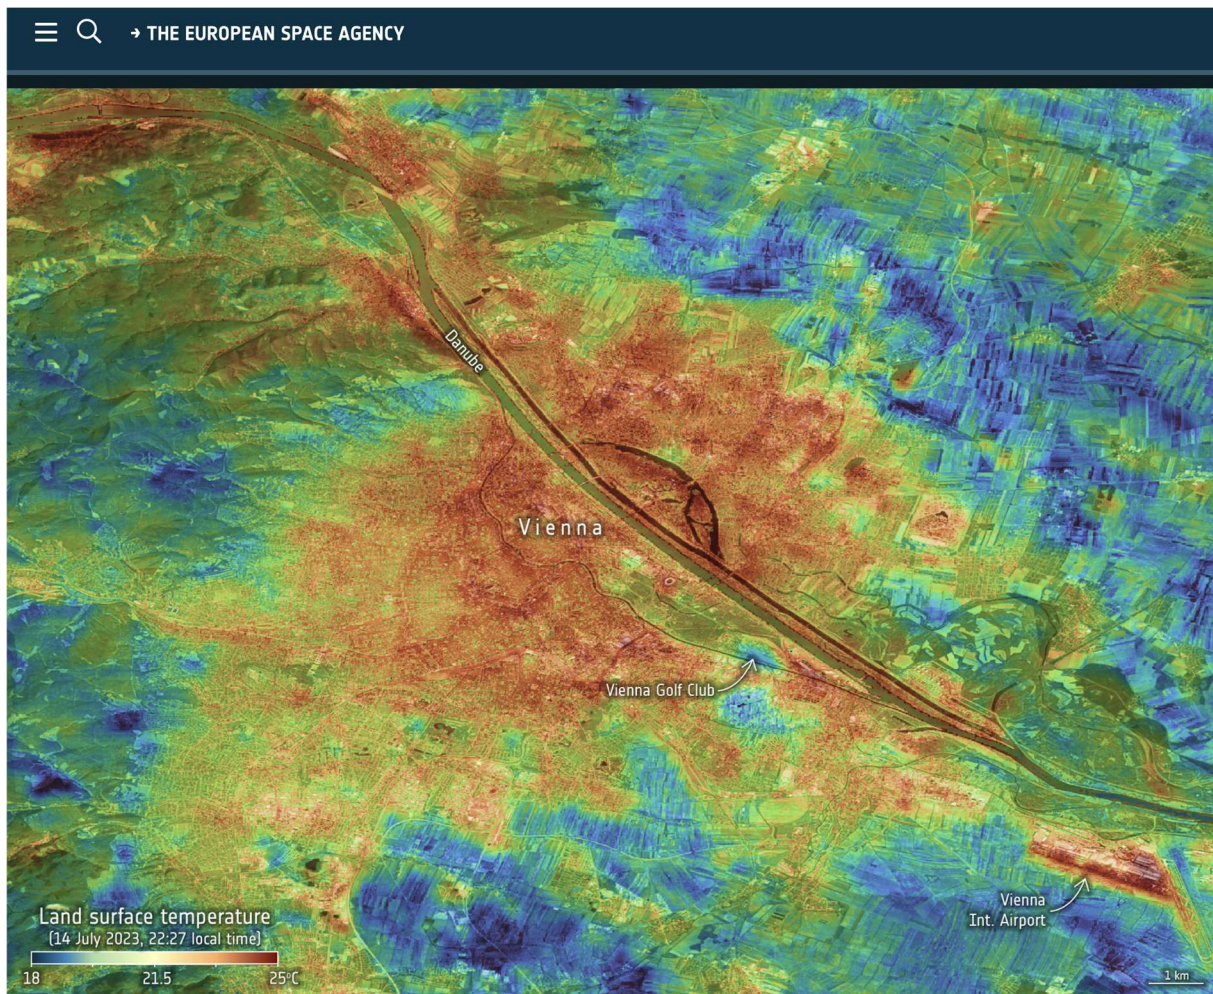 → THE EUROPEAN SPACE AGENCY
Danube
Vienna
Vienna Golf Club
Vienna
Int. Airport
Land surface temperature
(14 July 2023, 22:27 local time)
18 21.5 25°C
1 km